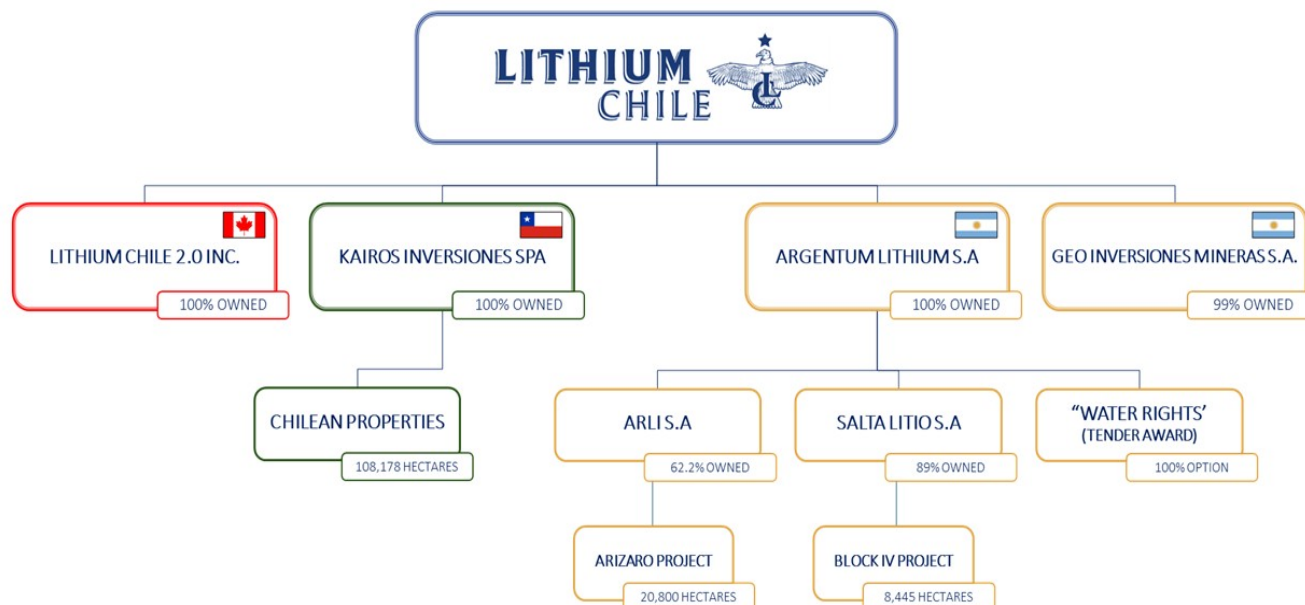 LITHIUM
CHILE
LC
LITHIUM CHILE 2.0 INC.
100% OWNED
KAIROS INVERSIONES SPA
100% OWNED
ARGENTUM LITHIUM S.A
100% OWNED
GEO INVERSIONES MINERAS S.A.
99% OWNED
CHILEAN PROPERTIES
108,178 HECTARES
ARLI S.A
62.2% OWNED
SALTA LITIO S.A
89% OWNED
“WATER RIGHTS’
(TENDER AWARD)
100% OPTION
ARIZARO PROJECT
20,800 HECTARES
BLOCK IV PROJECT
8,445 HECTARES